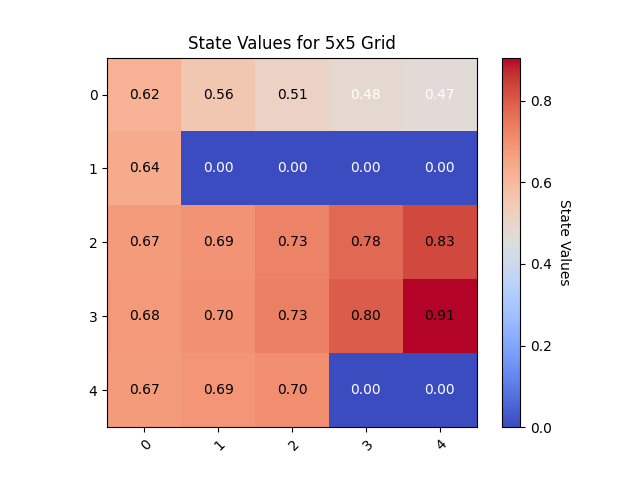 State Values for 5x5 Grid
0 0.62 0.56 0.51 0.48 0.47
1 0.64 0.00 0.00 0.00 0.00
2 0.67 0.69 0.73 0.78 0.83
3 0.68 0.70 0.73 0.80 0.91
4 0.67 0.69 0.70 0.00 0.00
0 1 2 3 4
0.8
0.6
0.4
0.2
0.0
State Values